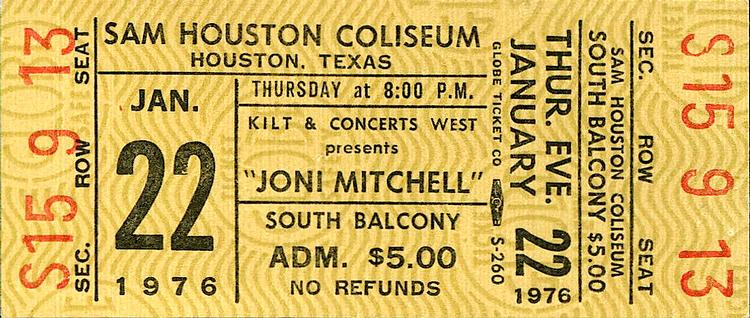 SEC. ROW SEAT
S15 9 13
SAM HOUSTON COLISEUM
HOUSTON, TEXAS
JAN.
22
1976
THURSDAY at 8:00 P.M.
KILT & CONCERTS WEST
presents
"JONI MITCHELL"
SOUTH BALCONY
ADM. $5.00
NO REFUNDS
GLOBE TICKET CO S-260
THUR. EVE.
JANUARY 22
1976
SAM HOUSTON COLISEUM
SOUTH BALCONY $5.00
SEC. ROW SEAT
S15 9 13